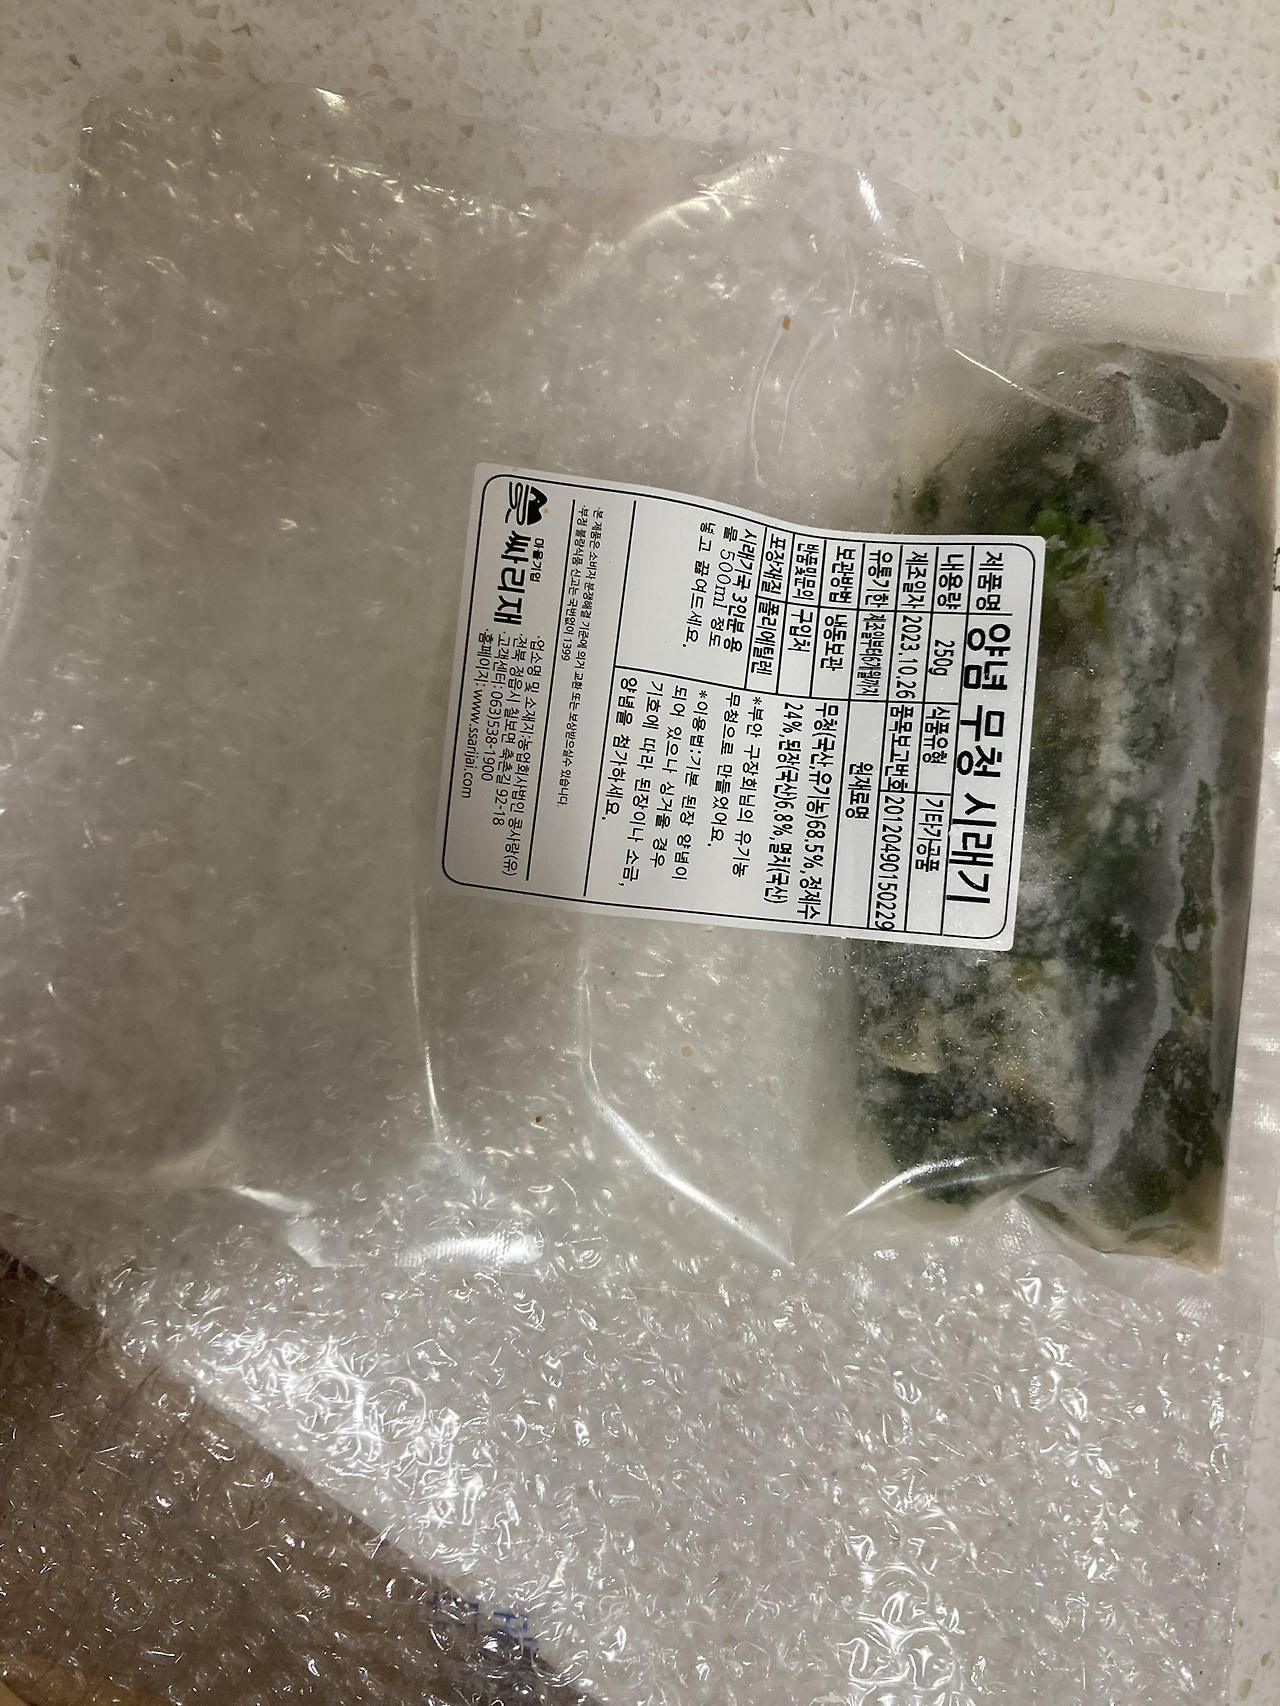 제품명 양념 무청 시래기
내용량 250g 식품유형 기타가공품
제조일자 2023.10.26 품목보고번호 20120490150229
유통기한 제조일부터6개월까지 원재료명
보관방법 냉동보관
반품및문의 구입처
포장재질 폴리에틸렌
무청(국산유기농)68.5%,정제수
24%,된장(국산)6.8%,멸치(국산)
시래기국 3인분용
물 500ml 정도
넣고 끓여드세요.
*부안 구장회님의 유기농
무청으로 만들었어요.
*이용법:기본 된장 양념이
되어 있으나 싱거울 경우
기호에 따라 된장이나 소금,
양념을 첨가하세요.
·본 제품은 소비자 분쟁해결 기준에 의거 교환 또는 보상받으실수 있습니다.
·부정 불량식품 신고는 국번없이 1399
마을기업
싸리재
·업소명 및 소재지:농업회사법인 콩사랑(유)
·전북 정읍시 칠보면 축촌길 92-18
·고객센터: 063)538-1900
·홈페이지: www.ssarijai.com